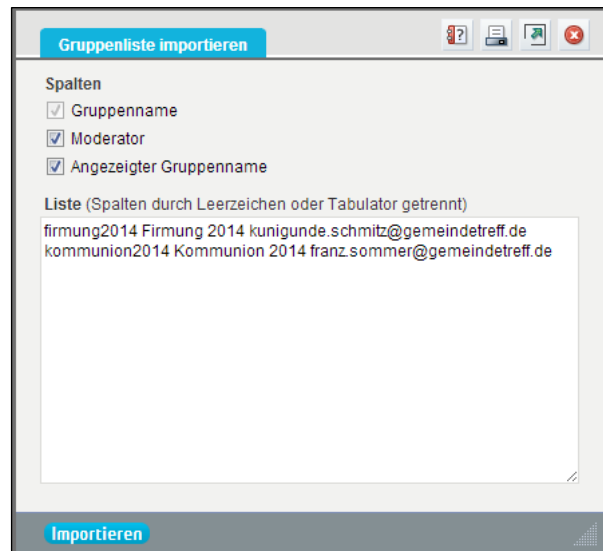 Gruppenliste importieren
Spalten
Gruppenname
Moderator
Angezeigter Gruppenname
Liste (Spalten durch Leerzeichen oder Tabulator getrennt)
firmung2014 Firmung 2014 kunigunde.schmitz@gemeindetreff.de
kommunion2014 Kommunion 2014 franz.sommer@gemeindetreff.de
Importieren